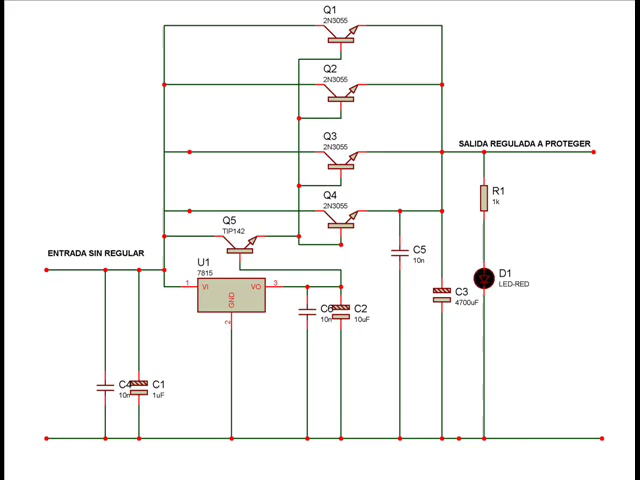 Q1
2N3055
Q2
2N3055
Q3
2N3055
SALIDA REGULADA A PROTEGER
Q4
2N3055
R1
1k
Q5
TIP142
ENTRADA SIN REGULAR
C5
10n
U1
7815
1
VI
VO
3
GND
2
D1
LED-RED
C3
4700uF
C6
10n
C2
10uF
C4
10n
C1
1uF